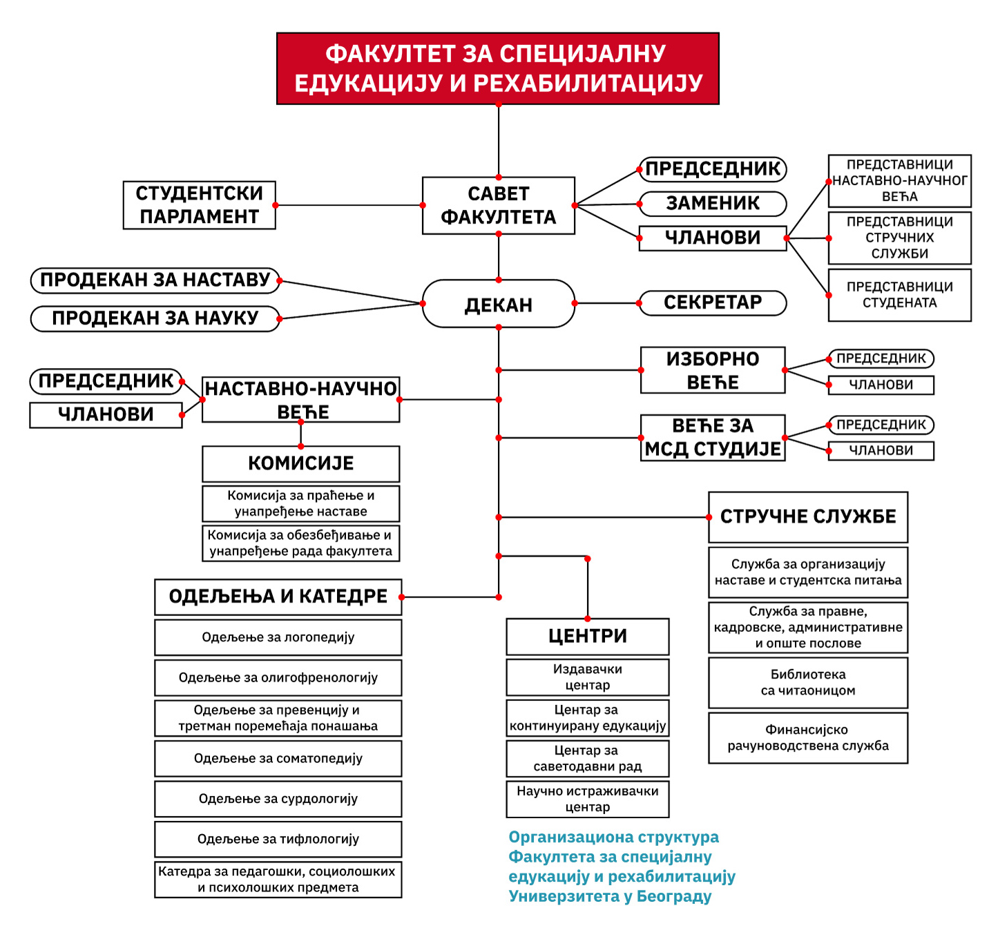 ФАКУЛТЕТ ЗА СПЕЦИЈАЛНУ
ЕДУКАЦИЈУ И РЕХАБИЛИТАЦИЈУ
СТУДЕНТСКИ
ПАРЛАМЕНТ
САВЕТ
ФАКУЛТЕТА
ПРЕДСЕДНИК
ЗАМЕНИК
ЧЛАНОВИ
ПРЕДСТАВНИЦИ
НАСТАВНО-НАУЧНОГ
ВЕЋА
ПРЕДСТАВНИЦИ
СТРУЧНИХ
СЛУЖБИ
ПРЕДСТАВНИЦИ
СТУДЕНАТА
ПРОДЕКАН ЗА НАСТАВУ
ПРОДЕКАН ЗА НАУКУ
ДЕКАН
СЕКРЕТАР
ПРЕДСЕДНИК
ЧЛАНОВИ
НАСТАВНО-НАУЧНО
ВЕЋЕ
ИЗБОРНО
ВЕЋЕ
ПРЕДСЕДНИК
ЧЛАНОВИ
ВЕЋЕ ЗА
МСД СТУДИЈЕ
ПРЕДСЕДНИК
ЧЛАНОВИ
КОМИСИЈЕ
Комисија за праћење и
унапређење наставе
Комисија за обезбеђивање и
унапређење рада факултета
СТРУЧНЕ СЛУЖБЕ
Служба за организацију
наставе и студентска питања
Служба за правне,
кадровске, административне
и опште послове
Библиотека
са читаоницом
Финансијско
рачуноводствена служба
ОДЕЉЕЊА И КАТЕДРЕ
Одељење за логопедију
Одељење за олигофренологију
Одељење за превенцију и
третман поремећаја понашања
Одељење за соматопедију
Одељење за сурдологију
Одељење за тифлологију
Катедра за педагошки, социолошких
и психолошких предмета
ЦЕНТРИ
Издавачки
центар
Центар за
континуирану едукацију
Центар за
саветодавни рад
Научно истраживачки
центар
Организациона структура
Факултета за специјалну
едукацију и рехабилитацију
Универзитета у Београду